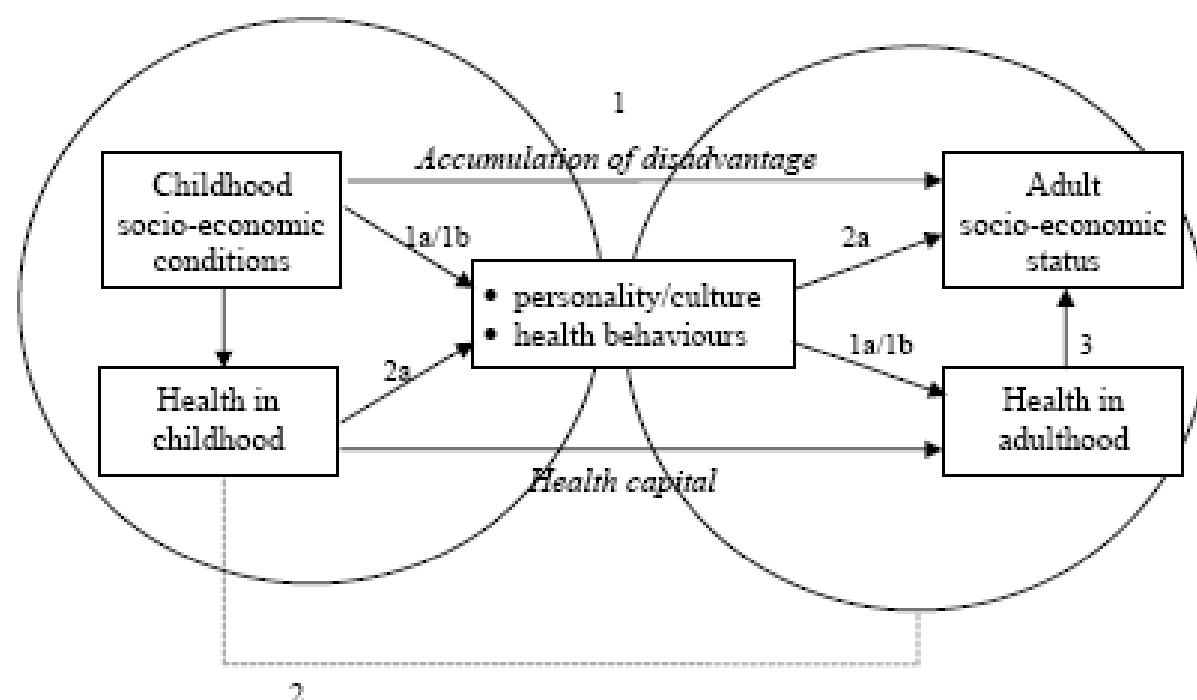 1
Accumulation of disadvantage
Childhood
socio-economic
conditions
Adult
socio-economic
status
1a/1b
2a
• personality/culture
• health behaviours
2a
1a/1b
3
Health in
childhood
Health in
adulthood
Health capital
2